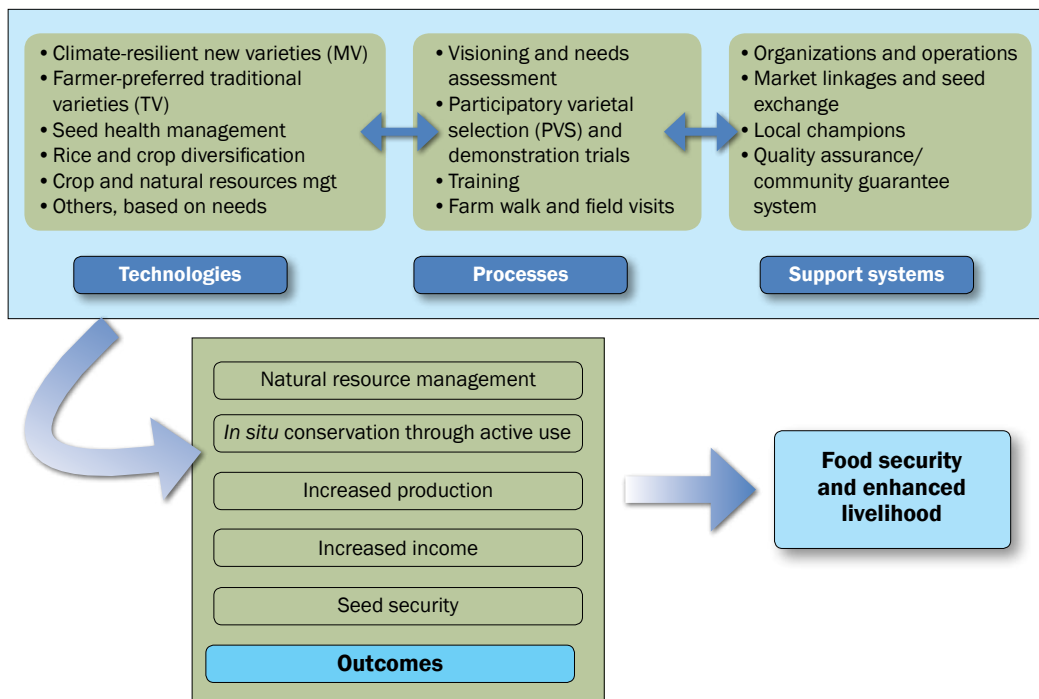 • Climate-resilient new varieties (MV)
• Farmer-preferred traditional
varieties (TV)
• Seed health management
• Rice and crop diversification
• Crop and natural resources mgt
• Others, based on needs
Technologies
• Visioning and needs
assessment
• Participatory varietal
selection (PVS) and
demonstration trials
• Training
• Farm walk and field visits
Processes
• Organizations and operations
• Market linkages and seed
exchange
• Local champions
• Quality assurance/
community guarantee
system
Support systems
Natural resource management
In situ conservation through active use
Increased production
Increased income
Seed security
Outcomes
Food security
and enhanced
livelihood